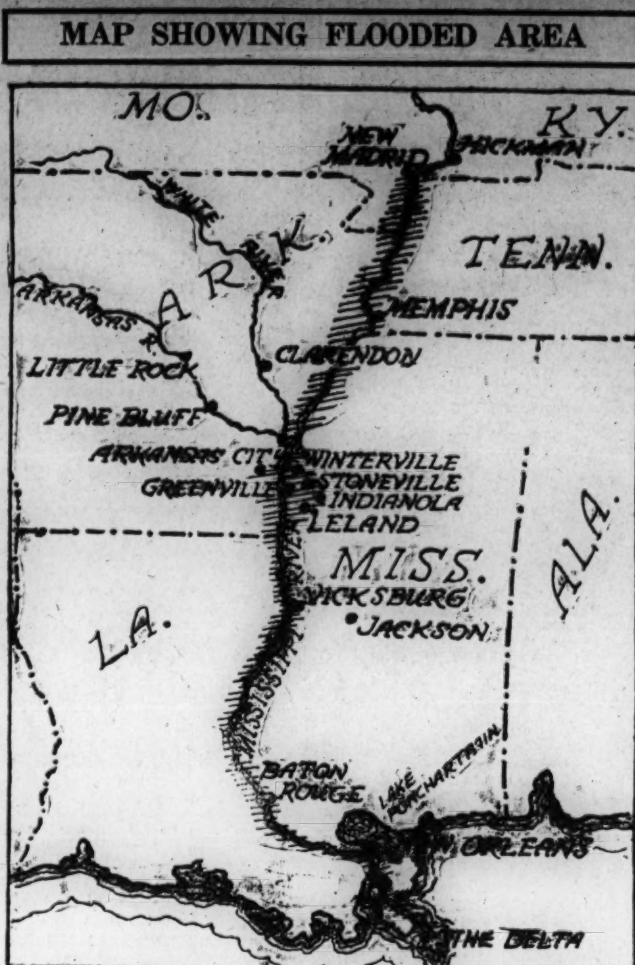 MAP SHOWING FLOODED AREA
MO.
KY.
NEW
MADRID
HICKMAN
WHITE
RIVER
ARK.
TENN.
ARKANSAS
R.
MEMPHIS
CLARENDON
LITTLE ROCK
PINE BLUFF
ARKANSAS CITY
WINTERVILLE
STONEVILLE
GREENVILLE
INDIANOLA
LELAND
MISS.
ALA.
VICKSBURG
JACKSON
LA.
MISSISSIPPI RIVER
BATON
ROUGE
LAKE
PONCHARTRAIN
N. ORLEANS
THE DELTA